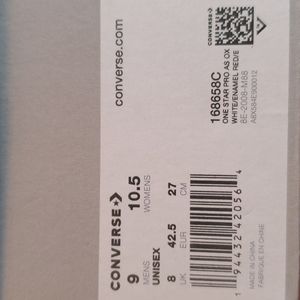 CONVERSE
converse.com
CONVERSE
168658C
ONE STAR PRO AS OX
WHITE/ENAMEL RED/E
8E-2008-M88
A8X584E900012
9 10.5
MENS WOMENS
UNISEX
8 42.5 27
UK EUR CM
1 94432 42056 4
MADE IN CHINA
FABRIQUÉ EN CHINE